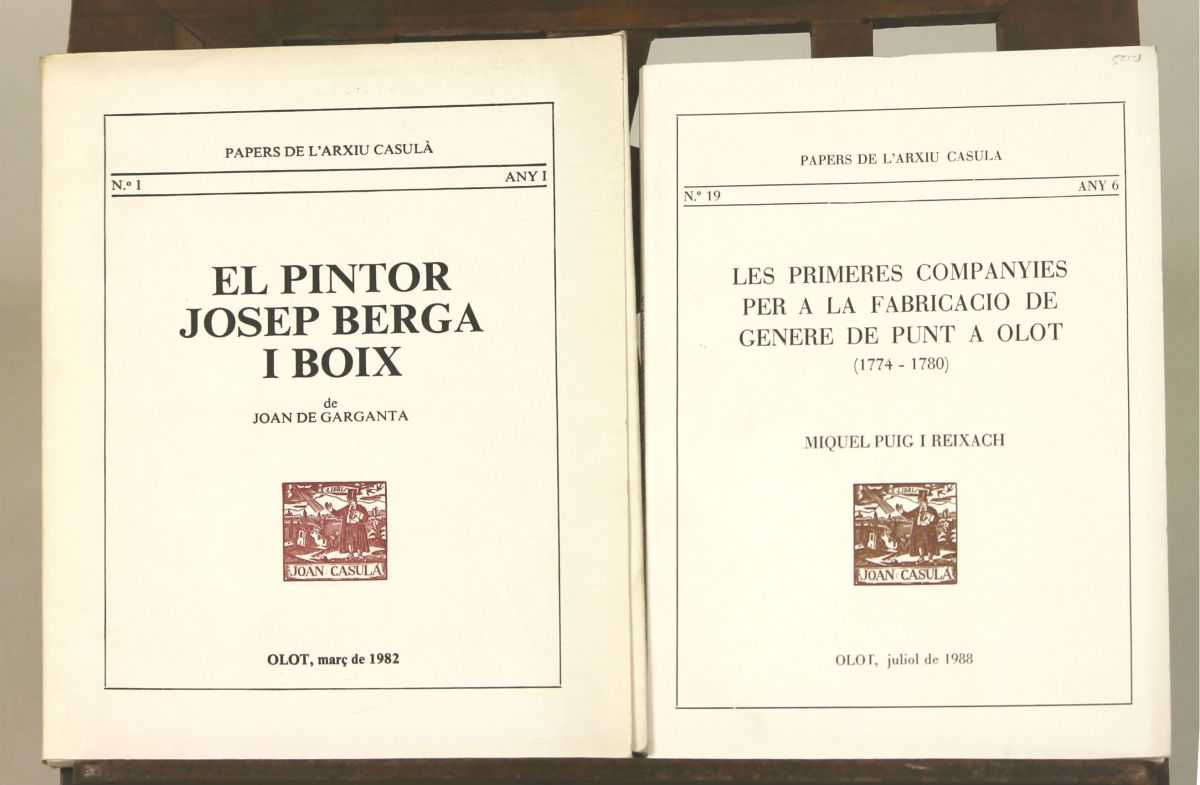 PAPERS DE L'ARXIU CASULÀ
N.º 1 ANY I
EL PINTOR
JOSEP BERGA
I BOIX
de
JOAN DE GARGANTA
JOAN CASULÀ
OLOT, març de 1982
PAPERS DE L'ARXIU CASULA
N.º 19 ANY 6
LES PRIMERES COMPANYIES
PER A LA FABRICACIO DE
GENERE DE PUNT A OLOT
(1774 - 1780)
MIQUEL PUIG I REIXACH
JOAN CASULÀ
OLOT, juliol de 1988